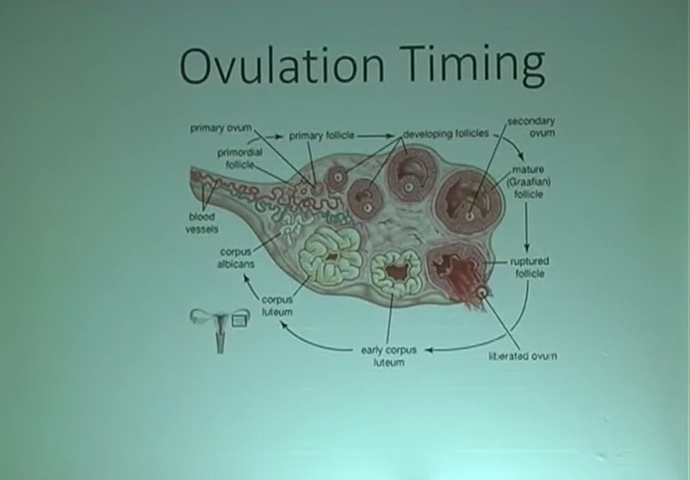 Ovulation Timing
primary ovum
primary follicle
developing follicles
secondary
ovum
primordial
follicle
mature
(Graafian)
follicle
blood
vessels
corpus
albicans
ruptured
follicle
corpus
luteum
early corpus
luteum
liberated ovum